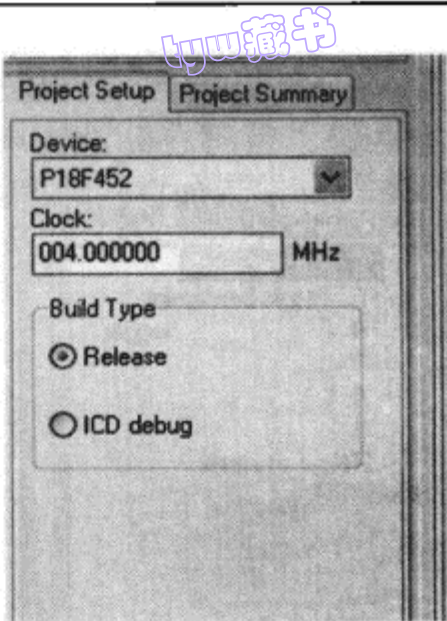 tyw藏书
Project Setup Project Summary
Device:
P18F452
Clock:
004.000000 MHz
Build Type
Release
ICD debug